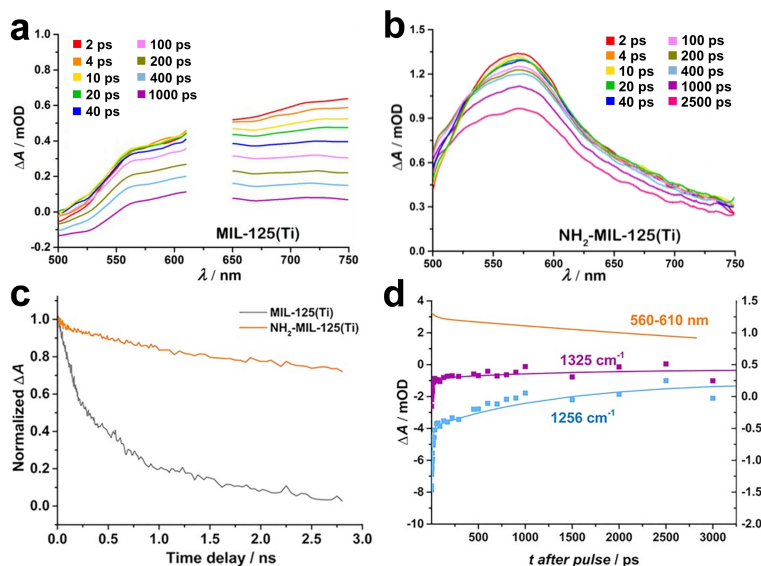 a
1.0
0.8
0.6
0.4
0.2
0.0
-0.2
ΔA / mOD
2 ps
4 ps
10 ps
20 ps
40 ps
100 ps
200 ps
400 ps
1000 ps
MIL-125(Ti)
500 550 600 650 700 750
λ / nm
b
1.5
1.2
0.9
0.6
0.3
0.0
ΔA / mOD
2 ps
4 ps
10 ps
20 ps
40 ps
100 ps
200 ps
400 ps
1000 ps
2500 ps
NH₂-MIL-125(Ti)
500 550 600 650 700 750
λ / nm
c
1.0
0.8
0.6
0.4
0.2
0.0
Normalized ΔA
MIL-125(Ti)
NH₂-MIL-125(Ti)
0.0 0.5 1.0 1.5 2.0 2.5 3.0
Time delay / ns
d
4
2
0
-2
-4
-6
-8
-10
ΔA / mOD
560-610 nm
1325 cm⁻¹
1256 cm⁻¹
1.5
1.0
0.5
0.0
-0.5
-1.0
-1.5
-2.0
500 1000 1500 2000 2500 3000
t after pulse / ps